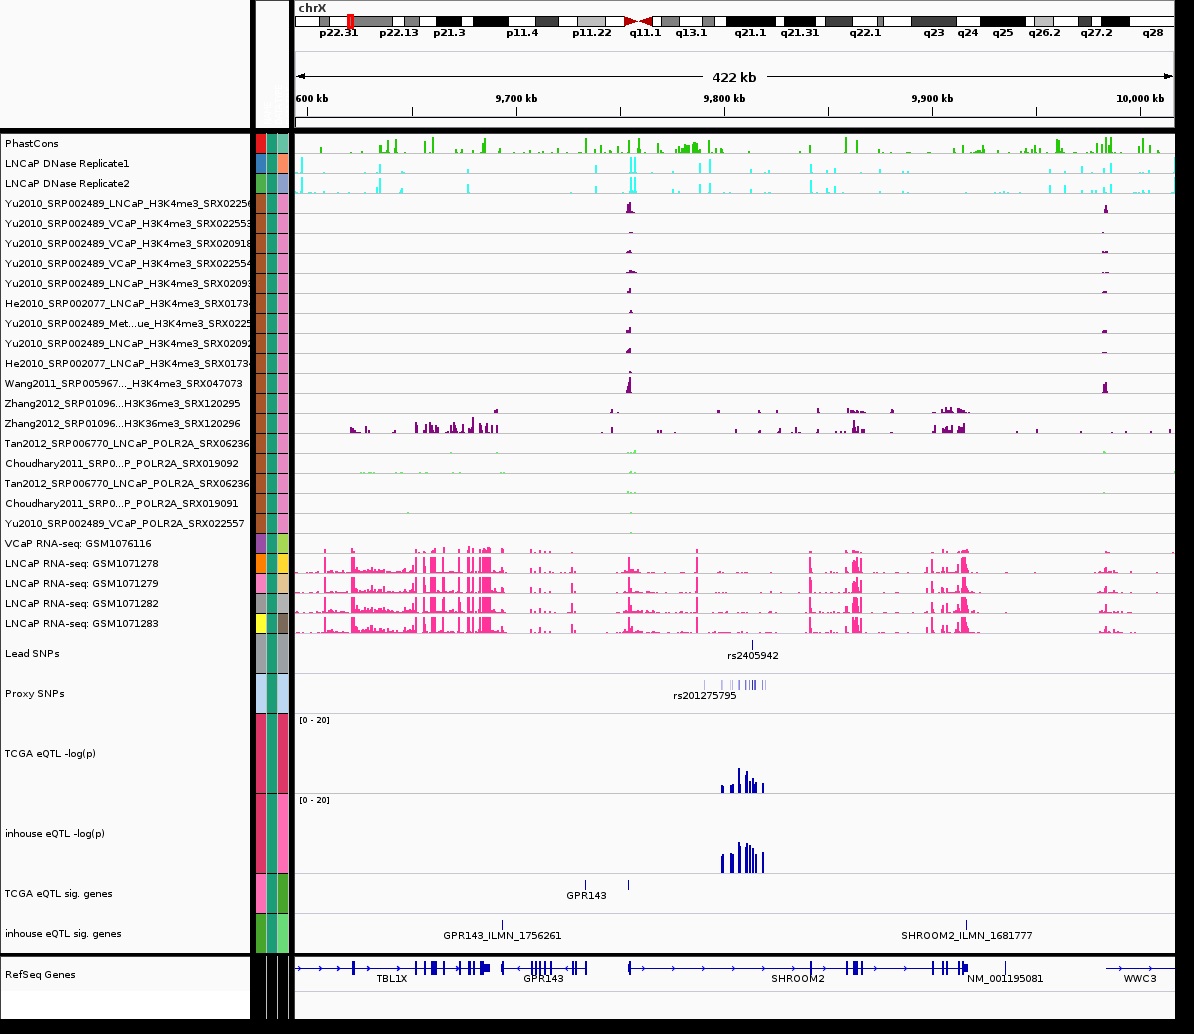 chrX
p22.31 p22.13 p21.3 p11.4 p11.22 q11.1 q13.1 q21.1 q21.31 q22.1 q23 q24 q25 q26.2 q27.2 q28
422 kb
600 kb 9,700 kb 9,800 kb 9,900 kb 10,000 kb
PhastCons
LNCaP DNase Replicate1
LNCaP DNase Replicate2
Yu2010_SRP002489_LNCaP_H3K4me3_SRX02250
Yu2010_SRP002489_VCaP_H3K4me3_SRX022553
Yu2010_SRP002489_VCaP_H3K4me3_SRX020918
Yu2010_SRP002489_VCaP_H3K4me3_SRX022554
Yu2010_SRP002489_LNCaP_H3K4me3_SRX02093
He2010_SRP002077_LNCaP_H3K4me3_SRX01734
Yu2010_SRP002489_Met...ue_H3K4me3_SRX0225
Yu2010_SRP002489_LNCaP_H3K4me3_SRX02092
He2010_SRP002077_LNCaP_H3K4me3_SRX01734
Wang2011_SRP005967..._H3K4me3_SRX047073
Zhang2012_SRP01096...H3K36me3_SRX120295
Zhang2012_SRP01096...H3K36me3_SRX120296
Tan2012_SRP006770_LNCaP_POLR2A_SRX06236
Choudhary2011_SRP0...P_POLR2A_SRX019092
Tan2012_SRP006770_LNCaP_POLR2A_SRX06236
Choudhary2011_SRP0...P_POLR2A_SRX019091
Yu2010_SRP002489_VCaP_POLR2A_SRX022557
VCaP RNA-seq: GSM1076116
LNCaP RNA-seq: GSM1071278
LNCaP RNA-seq: GSM1071279
LNCaP RNA-seq: GSM1071282
LNCaP RNA-seq: GSM1071283
Lead SNPs
rs2405942
Proxy SNPs
rs201275795
[0 - 20]
TCGA eQTL -log(p)
[0 - 20]
inhouse eQTL -log(p)
TCGA eQTL sig. genes
GPR143
inhouse eQTL sig. genes
GPR143_ILMN_1756261 SHROOM2_ILMN_1681777
RefSeq Genes
TBL1X GPR143 SHROOM2 NM_001195081 WWC3